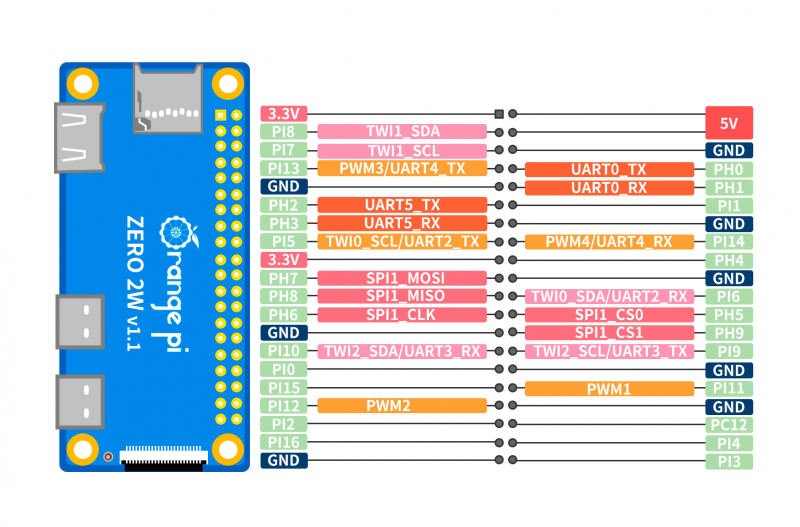 Orange pi
ZERO 2W v1.1
3.3V 5V
PI8 TWI1_SDA
PI7 TWI1_SCL GND
PI13 PWM3/UART4_TX UART0_TX PH0
GND UART0_RX PH1
PH2 UART5_TX PI1
PH3 UART5_RX GND
PI5 TWI0_SCL/UART2_TX PWM4/UART4_RX PI14
3.3V PH4
PH7 SPI1_MOSI GND
PH8 SPI1_MISO TWI0_SDA/UART2_RX PI6
PH6 SPI1_CLK SPI1_CS0 PH5
GND SPI1_CS1 PH9
PI10 TWI2_SDA/UART3_RX TWI2_SCL/UART3_TX PI9
PI0 GND
PI15 PWM1 PI11
PI12 PWM2 GND
PI2 PC12
PI16 PI4
GND PI3